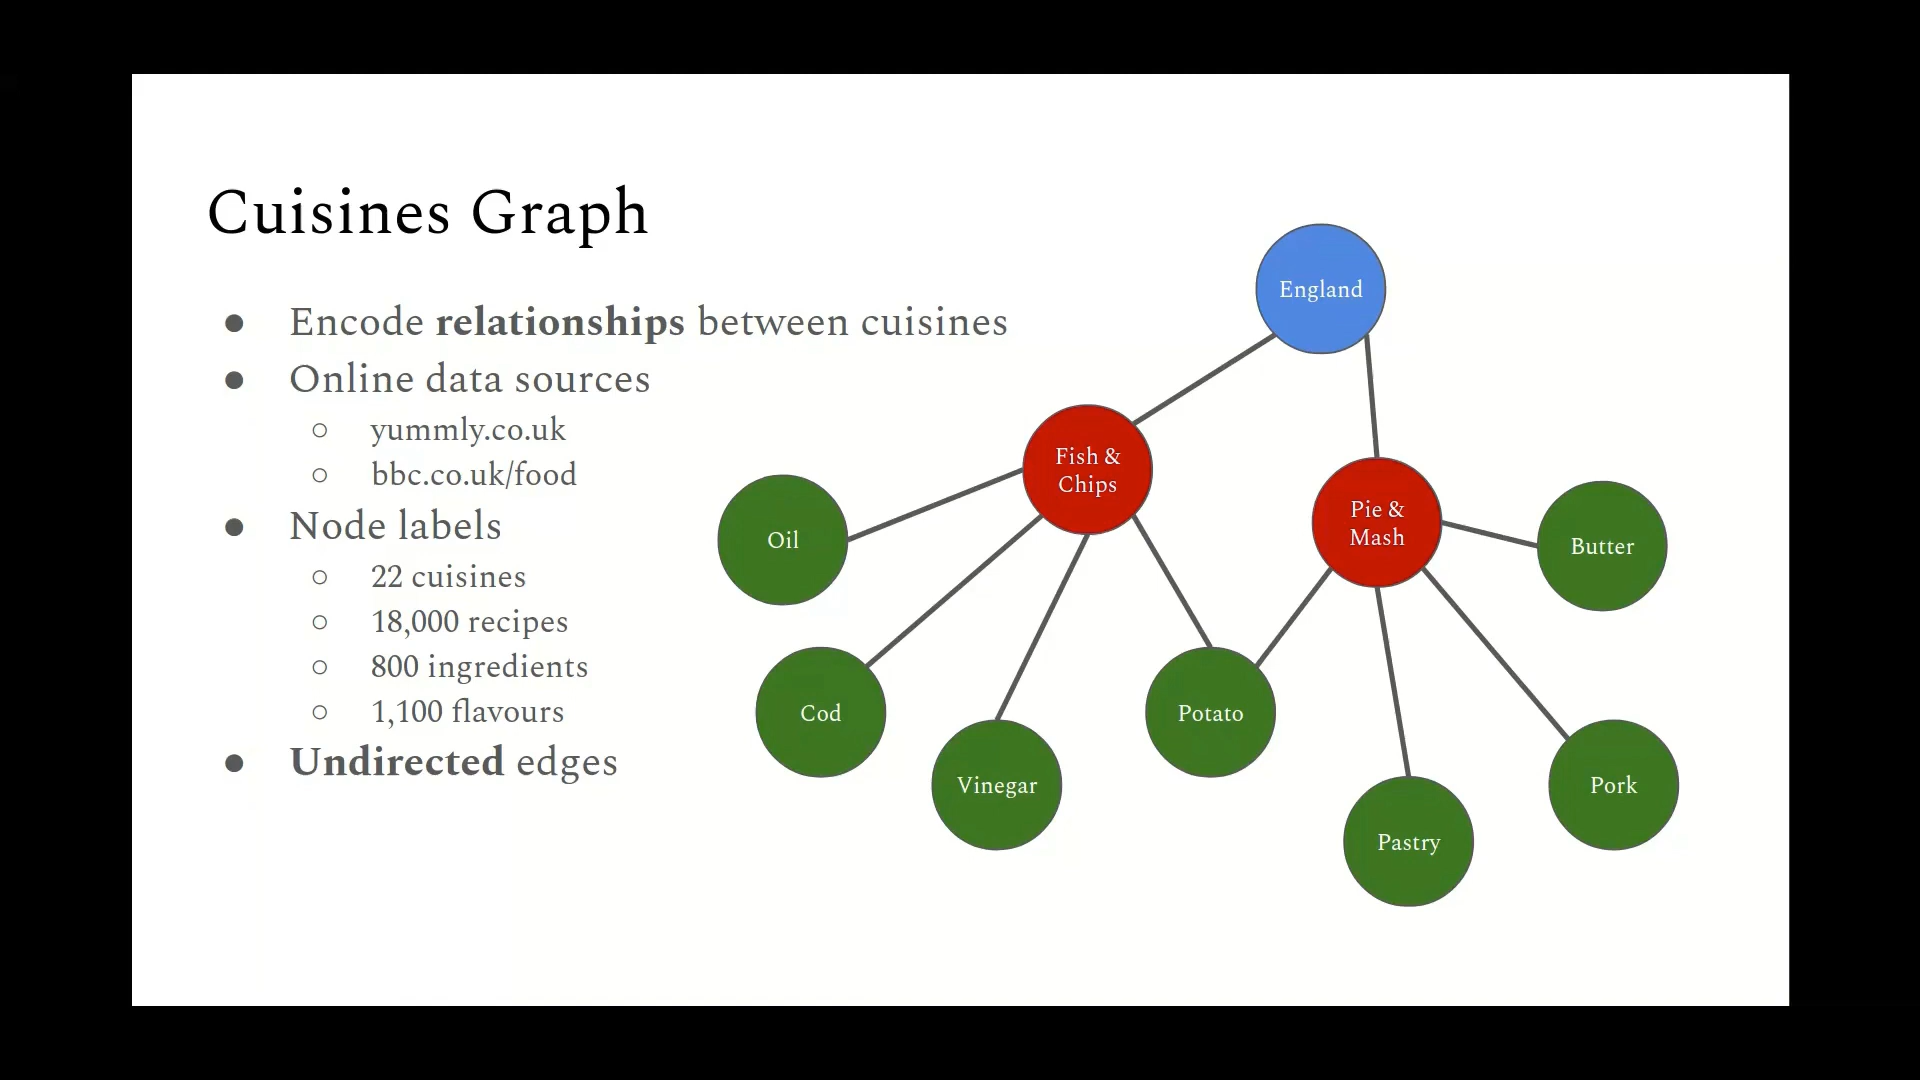 Cuisines Graph
● Encode relationships between cuisines
● Online data sources
○ yummly.co.uk
○ bbc.co.uk/food
● Node labels
○ 22 cuisines
○ 18,000 recipes
○ 800 ingredients
○ 1,100 flavours
● Undirected edges
England
Fish &
Chips
Pie &
Mash
Oil
Butter
Cod
Potato
Vinegar
Pork
Pastry